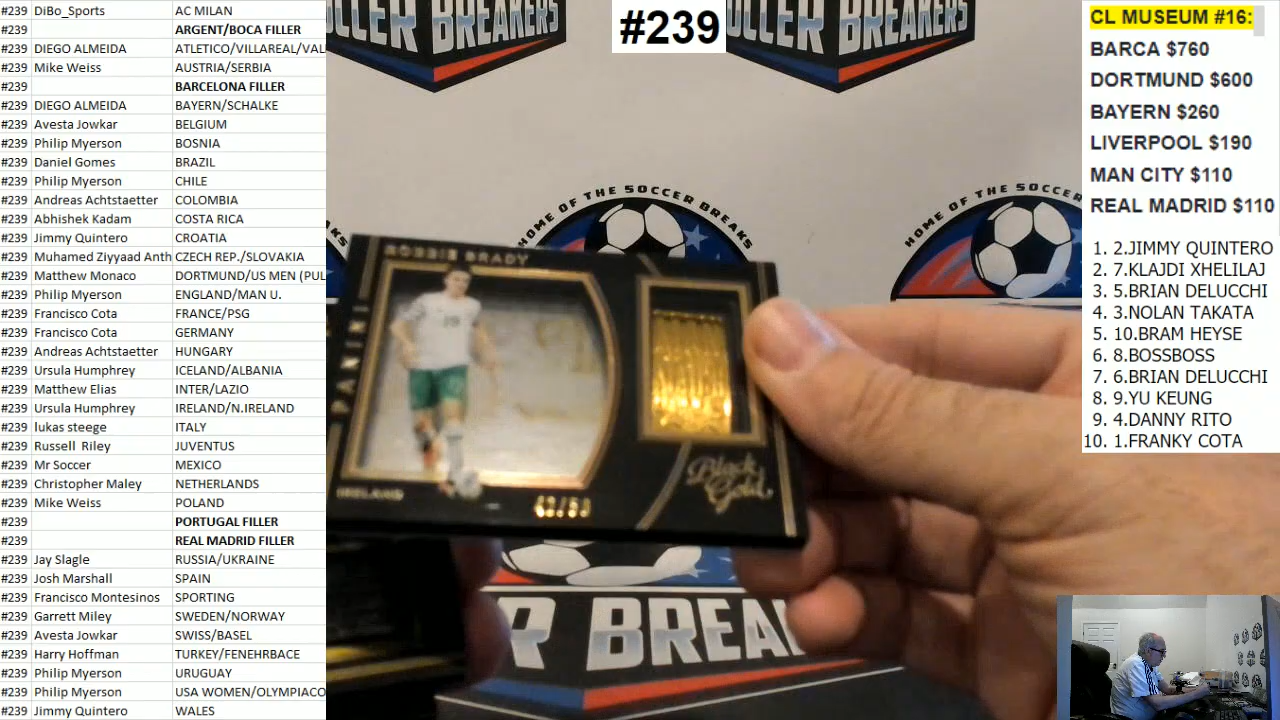 #239 DiBo_Sports AC MILAN
#239 ARGENT/BOCA FILLER
#239 DIEGO ALMEIDA ATLETICO/VILLAREAL/VAL
#239 Mike Weiss AUSTRIA/SERBIA
#239 BARCELONA FILLER
#239 DIEGO ALMEIDA BAYERN/SCHALKE
#239 Avesta Jowkar BELGIUM
#239 Philip Myerson BOSNIA
#239 Daniel Gomes BRAZIL
#239 Philip Myerson CHILE
#239 Andreas Achtstaetter COLOMBIA
#239 Abhishek Kadam COSTA RICA
#239 Jimmy Quintero CROATIA
#239 Muhamed Ziyyaad Anth CZECH REP./SLOVAKIA
#239 Matthew Monaco DORTMUND/US MEN (PUL
#239 Philip Myerson ENGLAND/MAN U.
#239 Francisco Cota FRANCE/PSG
#239 Francisco Cota GERMANY
#239 Andreas Achtstaetter HUNGARY
#239 Ursula Humphrey ICELAND/ALBANIA
#239 Matthew Elias INTER/LAZIO
#239 Ursula Humphrey IRELAND/N.IRELAND
#239 lukas steege ITALY
#239 Russell Riley JUVENTUS
#239 Mr Soccer MEXICO
#239 Christopher Maley NETHERLANDS
#239 Mike Weiss POLAND
#239 PORTUGAL FILLER
#239 REAL MADRID FILLER
#239 Jay Slagle RUSSIA/UKRAINE
#239 Josh Marshall SPAIN
#239 Francisco Montesinos SPORTING
#239 Garrett Miley SWEDEN/NORWAY
#239 Avesta Jowkar SWISS/BASEL
#239 Harry Hoffman TURKEY/FENEHRBACE
#239 Philip Myerson URUGUAY
#239 Philip Myerson USA WOMEN/OLYMPIACO
#239 Jimmy Quintero WALES
#239
CCER BREAKERS
OCCER BREAKERS
HOME OF THE SOCCER BREAKS
HOME OF THE S
ROBBIE BRADY
PANINI
IRELAND
43/50
Black
Gold
ER BREA
CL MUSEUM #16:
BARCA $760
DORTMUND $600
BAYERN $260
LIVERPOOL $190
MAN CITY $110
REAL MADRID $110
1. 2.JIMMY QUINTERO
2. 7.KLAJDI XHELILAJ
3. 5.BRIAN DELUCCHI
4. 3.NOLAN TAKATA
5. 10.BRAM HEYSE
6. 8.BOSSBOSS
7. 6.BRIAN DELUCCHI
8. 9.YU KEUNG
9. 4.DANNY RITO
10. 1.FRANKY COTA